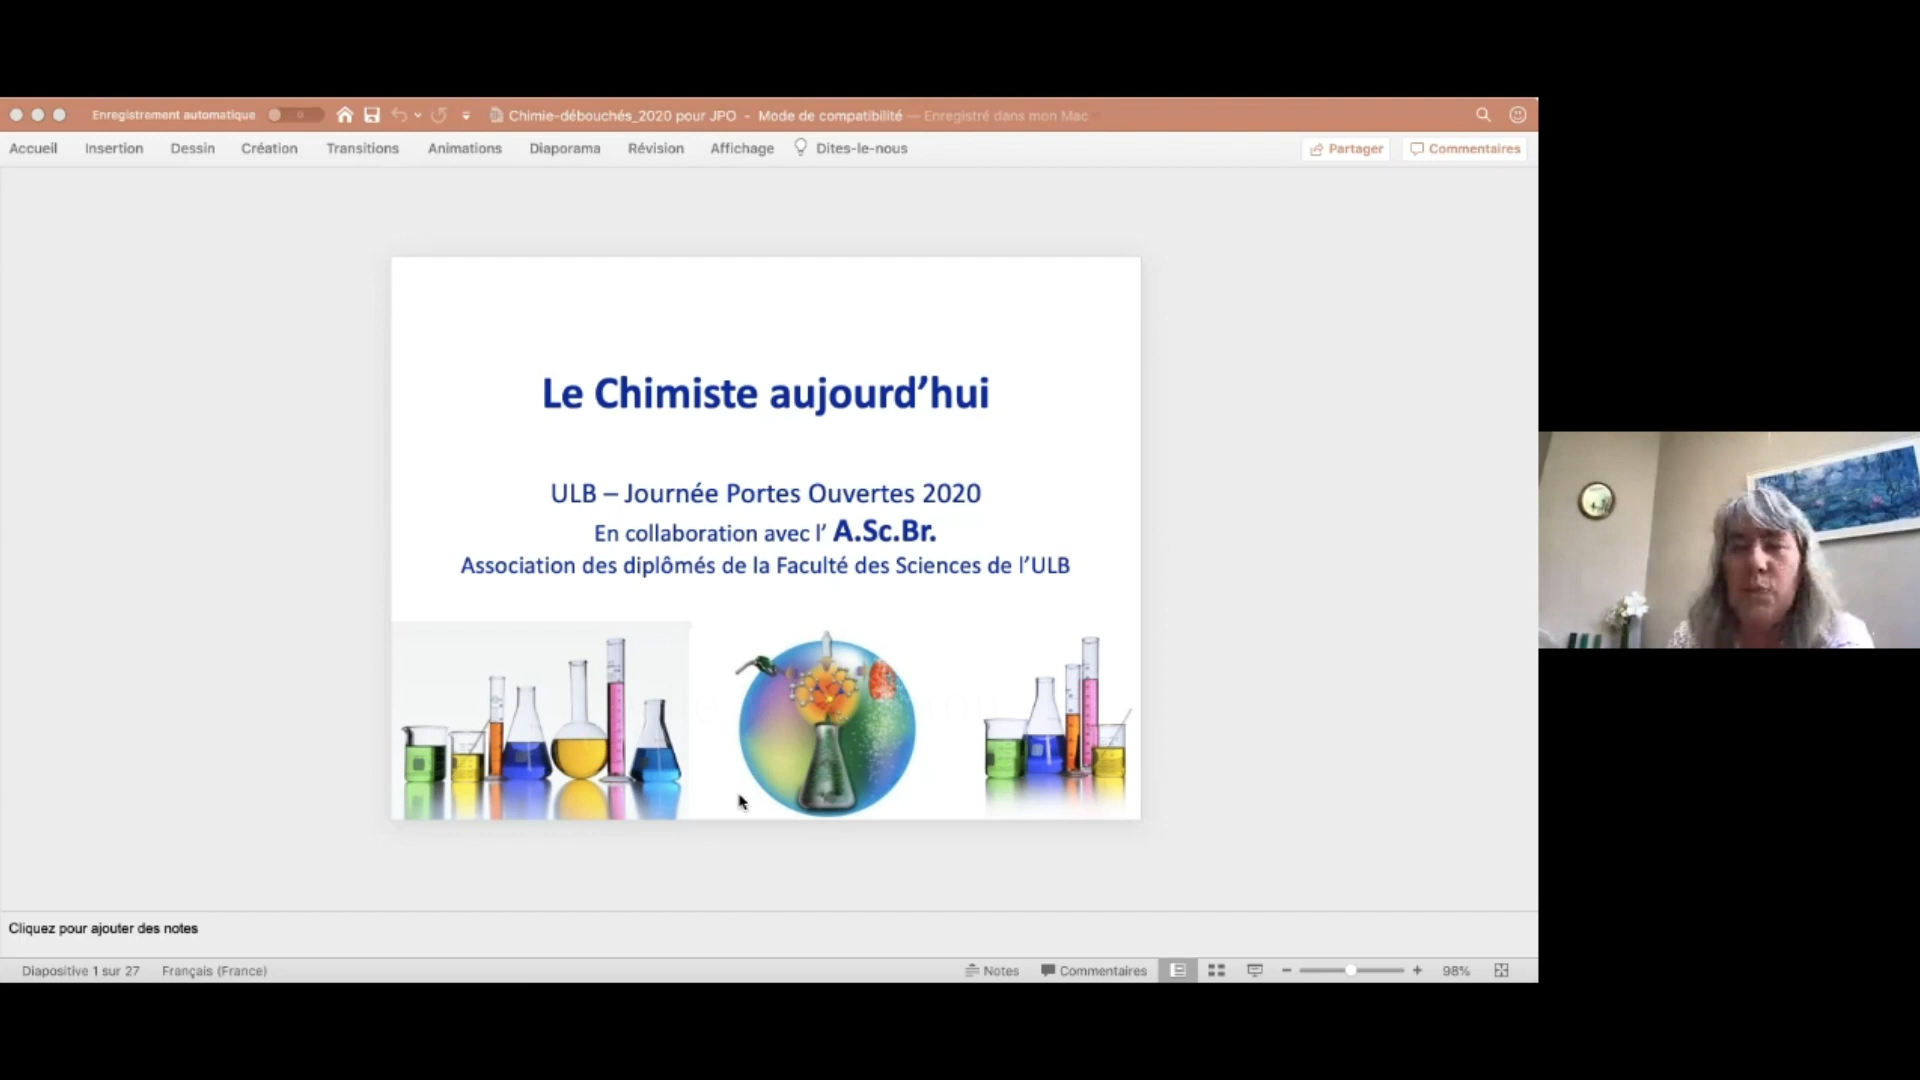 Enregistrement automatique
Chimie-débouchés_2020 pour JPO - Mode de compatibilité — Enregistré dans mon Mac
Accueil Insertion Dessin Création Transitions Animations Diaporama Révision Affichage Dites-le-nous Partager Commentaires
Le Chimiste aujourd’hui
ULB – Journée Portes Ouvertes 2020
En collaboration avec l’ A.Sc.Br.
Association des diplômés de la Faculté des Sciences de l’ULB
Cliquez pour ajouter des notes
Diapositive 1 sur 27 Français (France) Notes Commentaires 98%